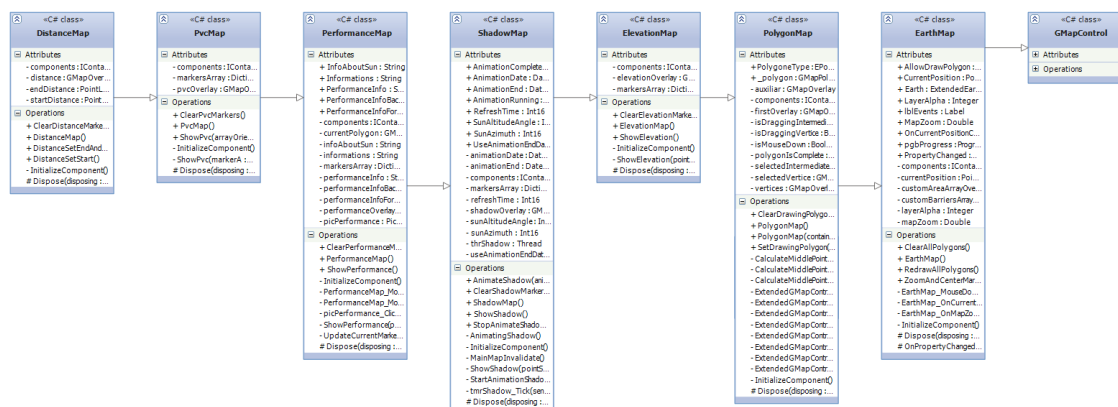 «C# class»
DistanceMap
Attributes
- components : IConta...
- distance : GMapOver...
- endDistance : PointL...
- startDistance : Point...
Operations
+ ClearDistanceMarke...
+ DistanceMap()
+ DistanceSetEndAnd...
+ DistanceSetStart()
- InitializeComponent()
# Dispose(disposing :...
«C# class»
PvcMap
Attributes
- components : IConta...
- markersArray : Dicti...
- pvcOverlay : GMapO...
Operations
+ ClearPvcMarkers()
+ PvcMap()
+ ShowPvc(arrayOrie...
- InitializeComponent()
- ShowPvc(markerA :...
# Dispose(disposing :...
«C# class»
PerformanceMap
Attributes
+ InfoAboutSun : String
+ Informations : String
+ PerformanceInfo : S...
+ PerformanceInfoBac...
+ PerformanceInfoFor...
- components : IConta...
- currentPolygon : GM...
- infoAboutSun : String
- informations : String
- markersArray : Dicti...
- performanceInfo : St...
- performanceInfoBac...
- performanceInfoFor...
- performanceOverlay...
- picPerformance : Pic...
Operations
+ ClearPerformanceM...
+ PerformanceMap()
+ ShowPerformance()
- InitializeComponent()
- PerformanceMap_Mo...
- PerformanceMap_Mo...
- picPerformance_Clic...
- ShowPerformance(p...
- UpdateCurrentMarke...
# Dispose(disposing :...
«C# class»
ShadowMap
Attributes
+ AnimationComplete...
+ AnimationDate : Da...
+ AnimationEnd : Dat...
+ AnimationRunning :...
+ RefreshTime : Int16
+ SunAltitudeAngle : I...
+ SunAzimuth : Int16
+ UseAnimationEndDa...
- animationDate : Dat...
- animationEnd : Date...
- components : IConta...
- markersArray : Dicti...
- refreshTime : Int16
- shadowOverlay : GM...
- sunAltitudeAngle : In...
- sunAzimuth : Int16
- thrShadow : Thread
- useAnimationEndDat...
Operations
+ AnimateShadow(ani...
+ ClearShadowMarker...
+ ShadowMap()
+ ShowShadow()
+ StopAnimateShado...
- AnimatingShadow()
- InitializeComponent()
- MainMapInvalidate()
- ShowShadow(pointS...
- StartAnimationShado...
- tmrShadow_Tick(sen...
# Dispose(disposing :...
«C# class»
ElevationMap
Attributes
- components : IConta...
- elevationOverlay : G...
- markersArray : Dicti...
Operations
+ ClearElevationMarke...
+ ElevationMap()
+ ShowElevation()
- InitializeComponent()
- ShowElevation(point...
# Dispose(disposing :...
«C# class»
PolygonMap
Attributes
+ PolygoneType : EPo...
+ _polygon : GMapPol...
- auxiliar : GMapOverlay
- components : IConta...
- firstOverlay : GMapO...
- isDraggingIntermedi...
- isDraggingVertice : B...
- isMouseDown : Bool...
- polygonIsComplete :...
- selectedIntermediate...
- selectedVertice : GM...
- vertices : GMapOverl...
Operations
+ ClearDrawingPolygo...
+ PolygonMap()
+ PolygonMap(contain...
+ SetDrawingPolygon(...
- CalculateMiddlePoint...
- CalculateMiddlePoint...
- CalculateMiddlePoint...
- ExtendedGMapContr...
- ExtendedGMapContr...
- ExtendedGMapContr...
- ExtendedGMapContr...
- ExtendedGMapContr...
- ExtendedGMapContr...
- ExtendedGMapContr...
- InitializeComponent()
# Dispose(disposing :...
«C# class»
EarthMap
Attributes
+ AllowDrawPolygon :...
+ CurrentPosition : Po...
+ Earth : ExtendedEar...
+ LayerAlpha : Integer
+ lblEvents : Label
+ MapZoom : Double
+ OnCurrentPositionC...
+ pgbProgress : Progr...
+ PropertyChanged :...
- components : IConta...
- currentPosition : Poi...
- customAreaArrayOve...
- customBarriersArray...
- layerAlpha : Integer
- mapZoom : Double
Operations
+ ClearAllPolygons()
+ EarthMap()
+ RedrawAllPolygons()
+ ZoomAndCenterMar...
- EarthMap_MouseDo...
- EarthMap_OnCurrent...
- EarthMap_OnMapZo...
- InitializeComponent()
# Dispose(disposing :...
# OnPropertyChanged...
«C# class»
GMapControl
Attributes
Operations